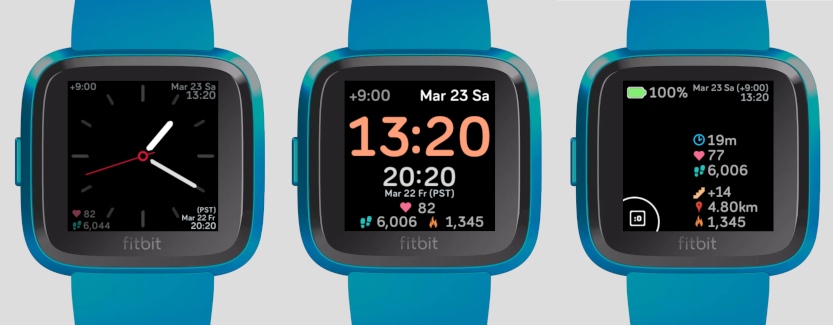 +9:00
Mar 23 Sa
13:20
82
6,044
(PST)
Mar 22 Fr
20:20
fitbit
+9:00 Mar 23 Sa
13:20
20:20
Mar 22 Fr (PST)
82
6,006 1,345
fitbit
100% Mar 23 Sa (+9:00)
13:20
19m
77
6,006
+14
4.80km
1,345
:0
fitbit